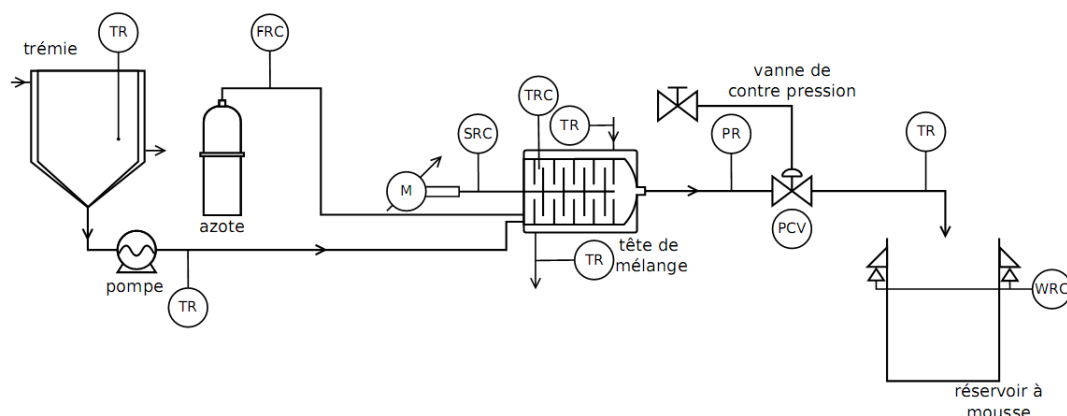 trémie
TR
FRC
azote
pompe
TR
M
SRC
TRC
TR
TR
tête de
mélange
vanne de
contre pression
PR
PCV
TR
WRC
réservoir à
mousse